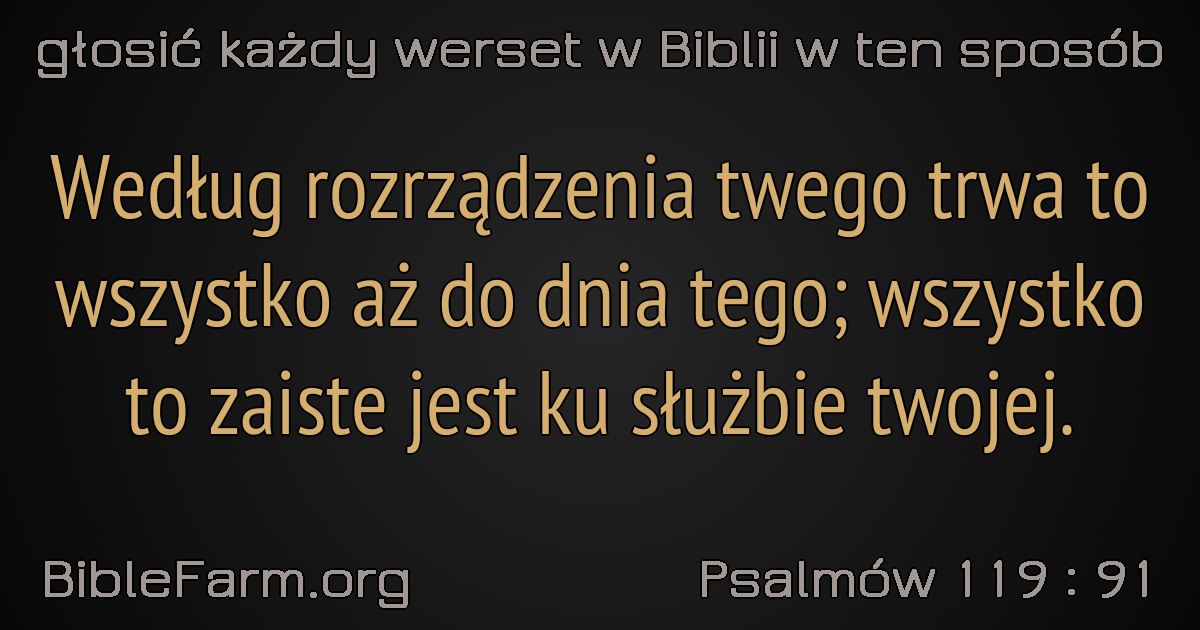 głosić każdy werset w Biblii w ten sposób
Według rozrządzenia twego trwa to
wszystko aż do dnia tego; wszystko
to zaiste jest ku służbie twojej.
BibleFarm.org
Psalmów 119 : 91